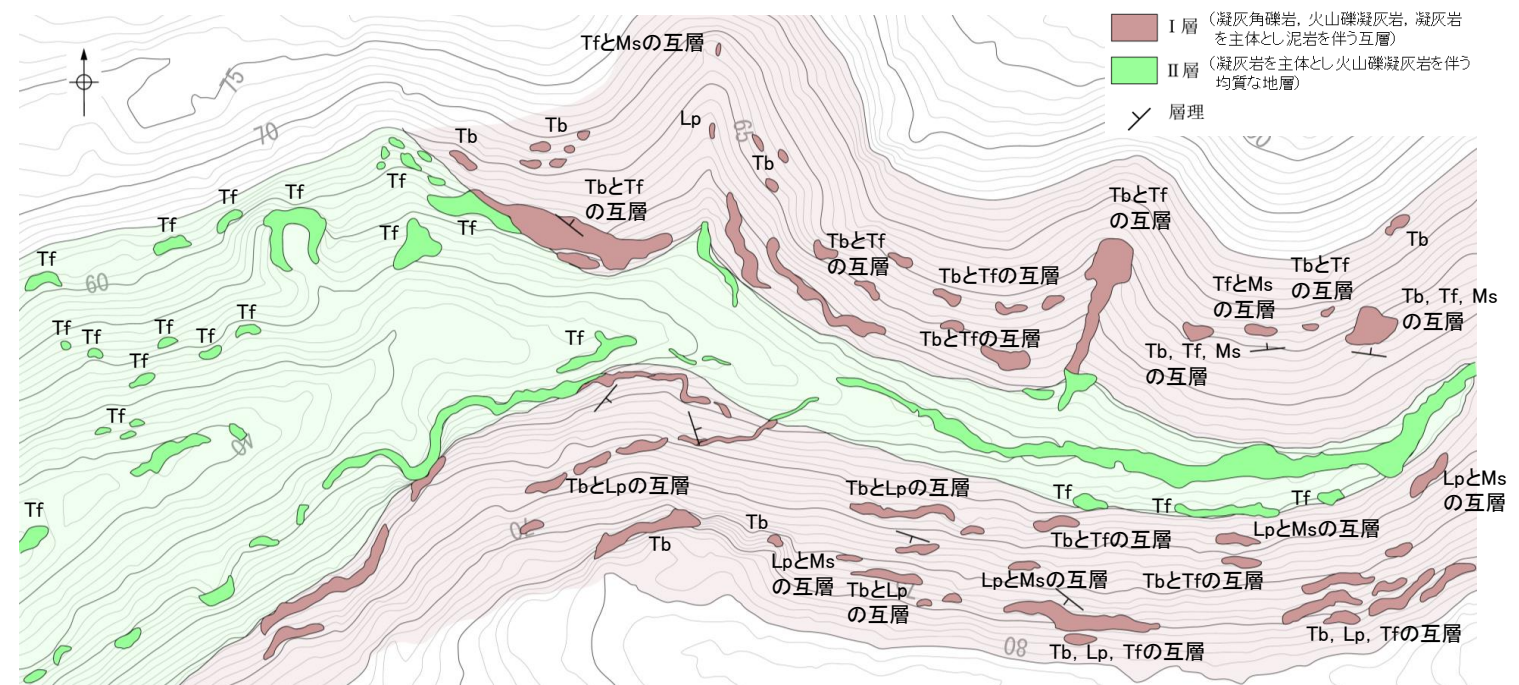 I 層 (凝灰角礫岩, 火山礫凝灰岩, 凝灰岩
を主体とし泥岩を伴う互層)
II 層 (凝灰岩を主体とし火山礫凝灰岩を伴う
均質な地層)
層理
TfとMsの互層
75
70
65
Lp
Tb
Tb
Tb
TbとTf
の互層
Tf
Tf
Tf
Tf
Tf
Tf
Tf
60
TbとTf
の互層
TbとTf
の互層
Tb
TbとTfの互層
TfとMs
の互層
TbとTf
の互層
Tb, Tf, Ms
の互層
TbとTfの互層
Tb, Tf, Ms
の互層
Tf
Tf
Tf
Tf
Tf
Tf
Tf
Tf
40
TbとLpの互層
TbとLpの互層
Tf
Tf
Tf
LpとMs
の互層
Tf
70
Tb
Tb
TbとTfの互層
LpとMsの互層
LpとMs
の互層
TbとLp
の互層
LpとMsの互層
TbとTfの互層
80
Tb, Lp, Tfの互層
Tb, Lp, Tfの互層